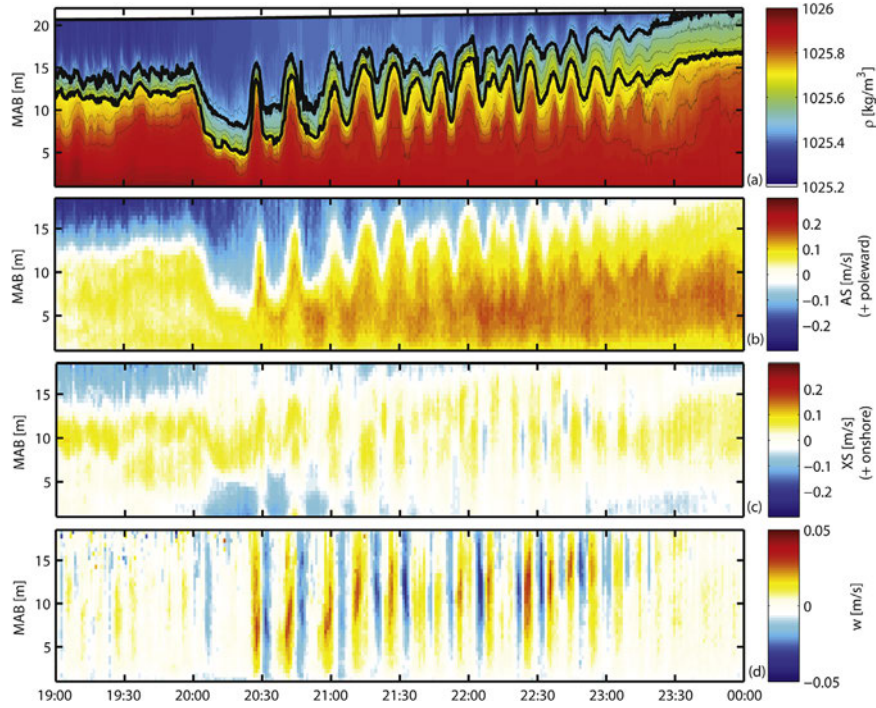 20
15
10
5
MAB [m]
(a)
1026
1025.8
1025.6
1025.4
1025.2
ρ [kg/m³]
15
10
5
MAB [m]
(b)
0.2
0.1
0
−0.1
−0.2
AS [m/s]
(+ poleward)
15
10
5
MAB [m]
(c)
0.2
0.1
0
−0.1
−0.2
XS [m/s]
(+ onshore)
15
10
5
MAB [m]
(d)
0.05
0
−0.05
w [m/s]
19:00 19:30 20:00 20:30 21:00 21:30 22:00 22:30 23:00 23:30 00:00